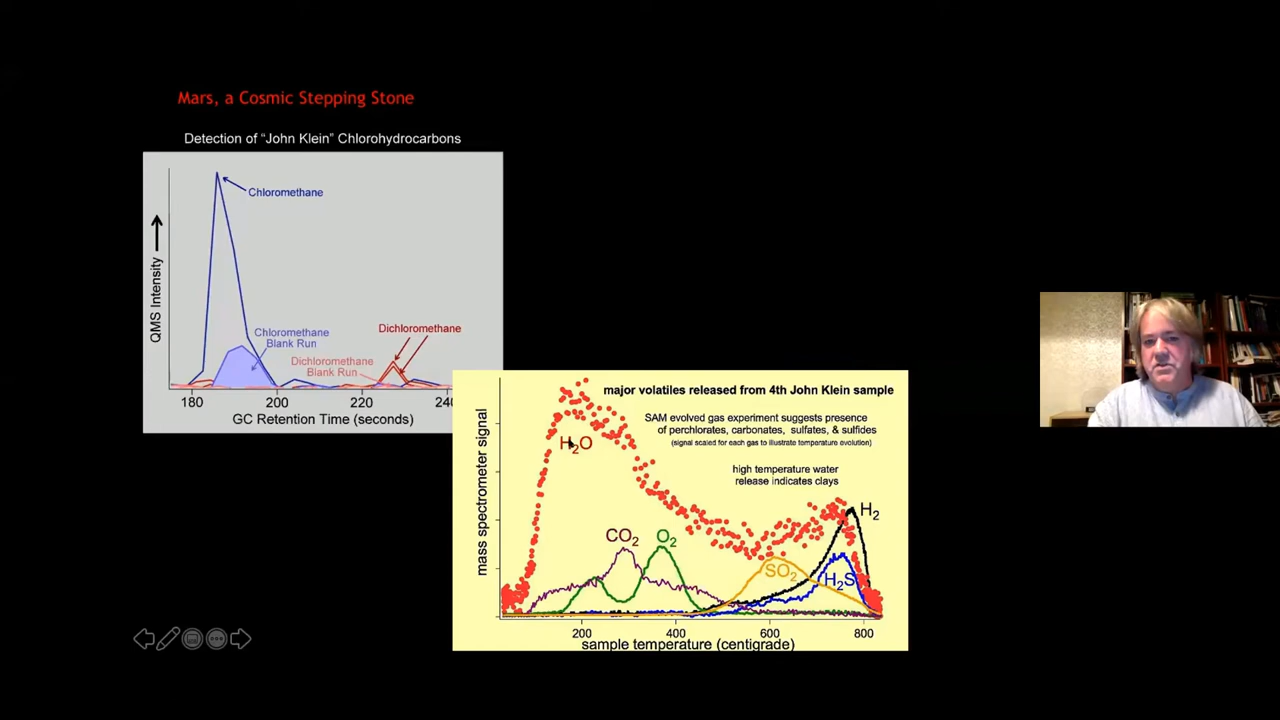 Mars, a Cosmic Stepping Stone
Detection of “John Klein” Chlorohydrocarbons
QMS Intensity
Chloromethane
Chloromethane
Blank Run
Dichloromethane
Dichloromethane
Blank Run
180 200 220 240
GC Retention Time (seconds)
major volatiles released from 4th John Klein sample
SAM evolved gas experiment suggests presence
of perchlorates, carbonates, sulfates, & sulfides
(signal scaled for each gas to illustrate temperature evolution)
high temperature water
release indicates clays
mass spectrometer signal
H2O
CO2
O2
SO2
H2S
H2
200 400 600 800
sample temperature (centigrade)